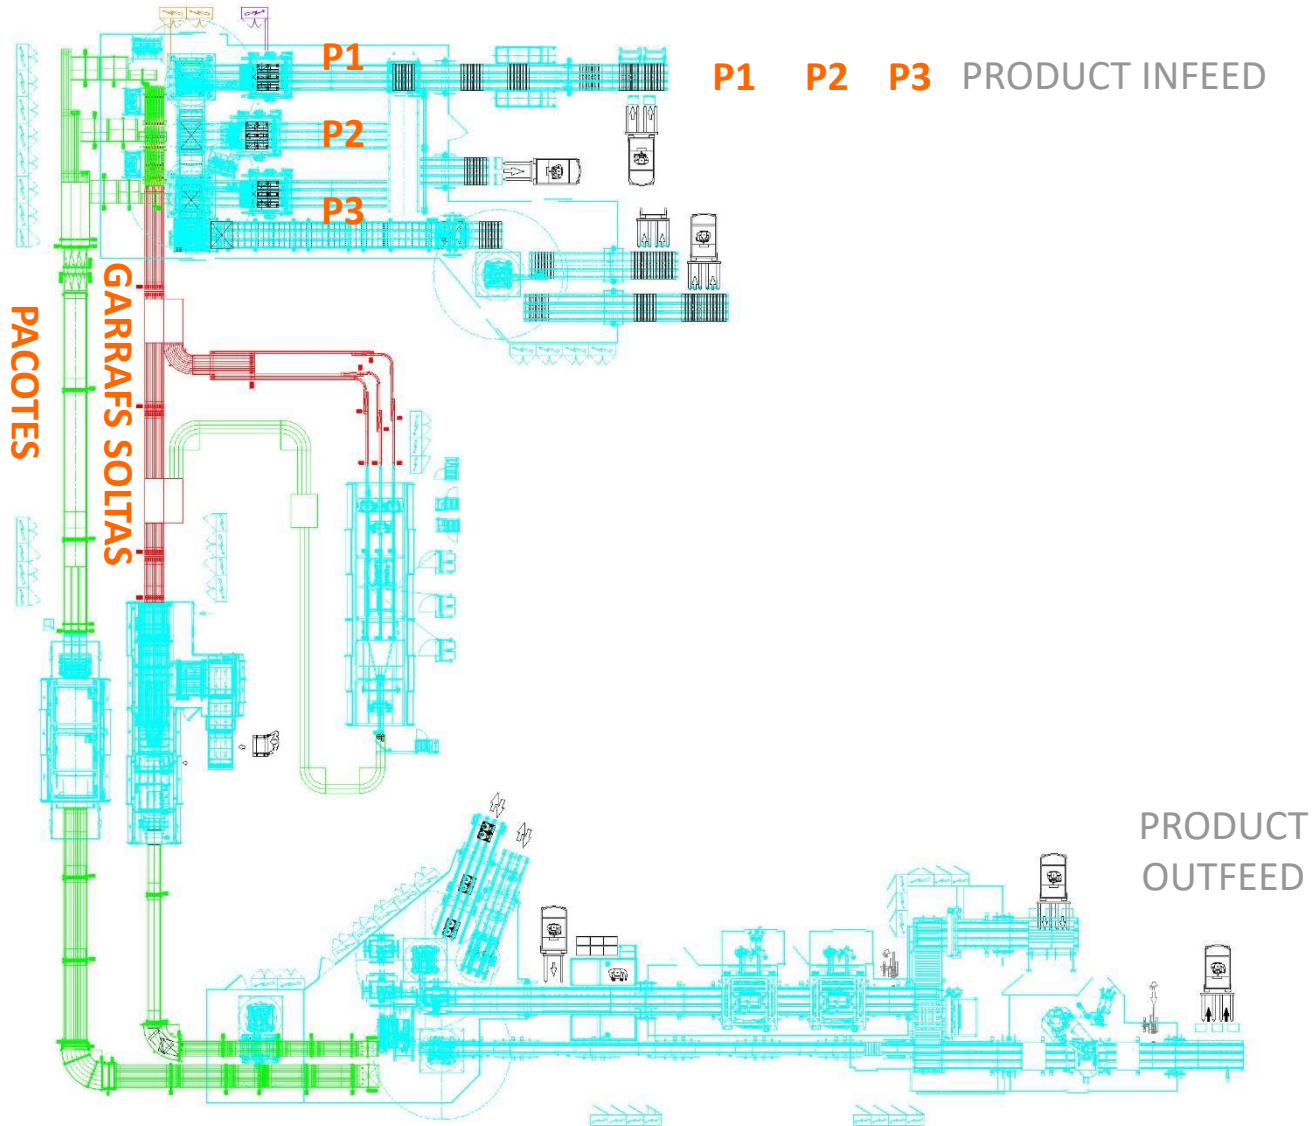 P1
P1 P2 P3 PRODUCT INFEED
P2
P3
GARRAFS SOLTAS
PACOTES
PRODUCT
OUTFEED